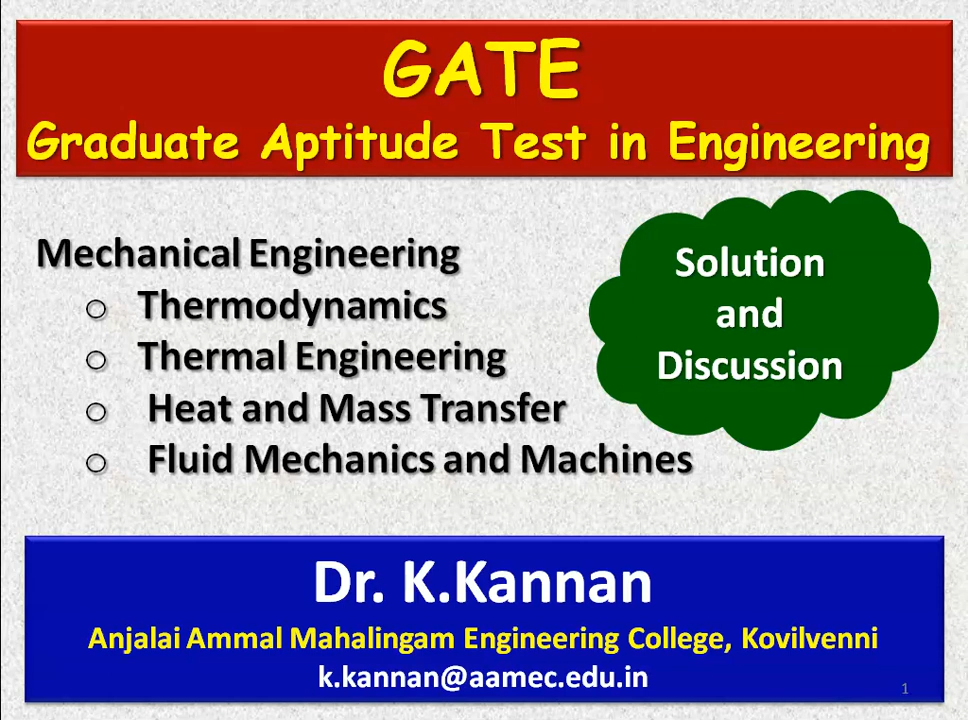 GATE
Graduate Aptitude Test in Engineering
Mechanical Engineering
o Thermodynamics
o Thermal Engineering
o Heat and Mass Transfer
o Fluid Mechanics and Machines
Solution
and
Discussion
Dr. K.Kannan
Anjalai Ammal Mahalingam Engineering College, Kovilvenni
k.kannan@aamec.edu.in
1